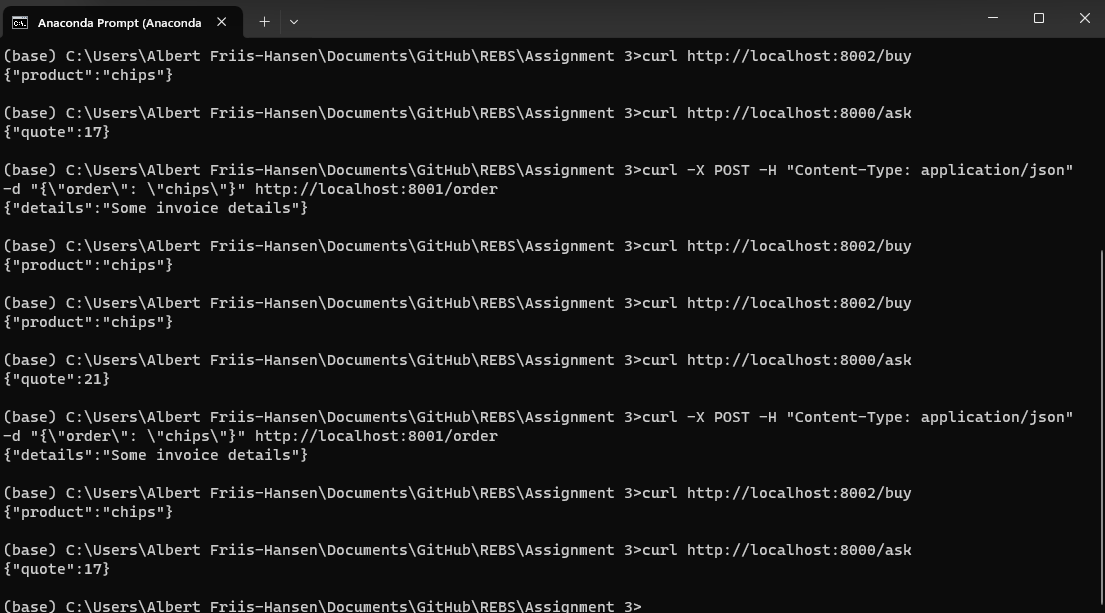 Anaconda Prompt (Anaconda
(base) C:\Users\Albert Friis-Hansen\Documents\GitHub\REBS\Assignment 3>curl http://localhost:8002/buy
{"product":"chips"}
(base) C:\Users\Albert Friis-Hansen\Documents\GitHub\REBS\Assignment 3>curl http://localhost:8000/ask
{"quote":17}
(base) C:\Users\Albert Friis-Hansen\Documents\GitHub\REBS\Assignment 3>curl -X POST -H "Content-Type: application/json"
-d "{\"order\": \"chips\"}" http://localhost:8001/order
{"details":"Some invoice details"}
(base) C:\Users\Albert Friis-Hansen\Documents\GitHub\REBS\Assignment 3>curl http://localhost:8002/buy
{"product":"chips"}
(base) C:\Users\Albert Friis-Hansen\Documents\GitHub\REBS\Assignment 3>curl http://localhost:8002/buy
{"product":"chips"}
(base) C:\Users\Albert Friis-Hansen\Documents\GitHub\REBS\Assignment 3>curl http://localhost:8000/ask
{"quote":21}
(base) C:\Users\Albert Friis-Hansen\Documents\GitHub\REBS\Assignment 3>curl -X POST -H "Content-Type: application/json"
-d "{\"order\": \"chips\"}" http://localhost:8001/order
{"details":"Some invoice details"}
(base) C:\Users\Albert Friis-Hansen\Documents\GitHub\REBS\Assignment 3>curl http://localhost:8002/buy
{"product":"chips"}
(base) C:\Users\Albert Friis-Hansen\Documents\GitHub\REBS\Assignment 3>curl http://localhost:8000/ask
{"quote":17}
(base) C:\Users\Albert Friis-Hansen\Documents\GitHub\REBS\Assignment 3>